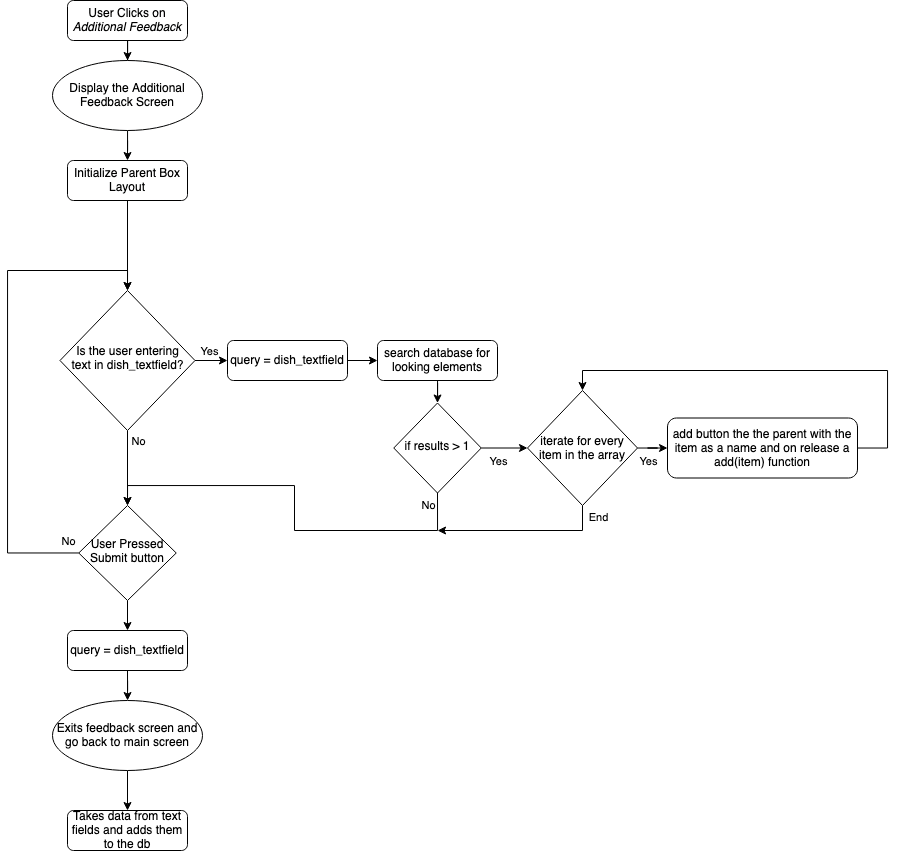 User Clicks on
Additional Feedback
Display the Additional
Feedback Screen
Initialize Parent Box
Layout
Is the user entering
text in dish_textfield?
Yes
query = dish_textfield
search database for
looking elements
No
if results > 1
Yes
iterate for every
item in the array
Yes
add button the the parent with the
item as a name and on release a
add(item) function
No
End
No
User Pressed
Submit button
query = dish_textfield
Exits feedback screen and
go back to main screen
Takes data from text
fields and adds them
to the db